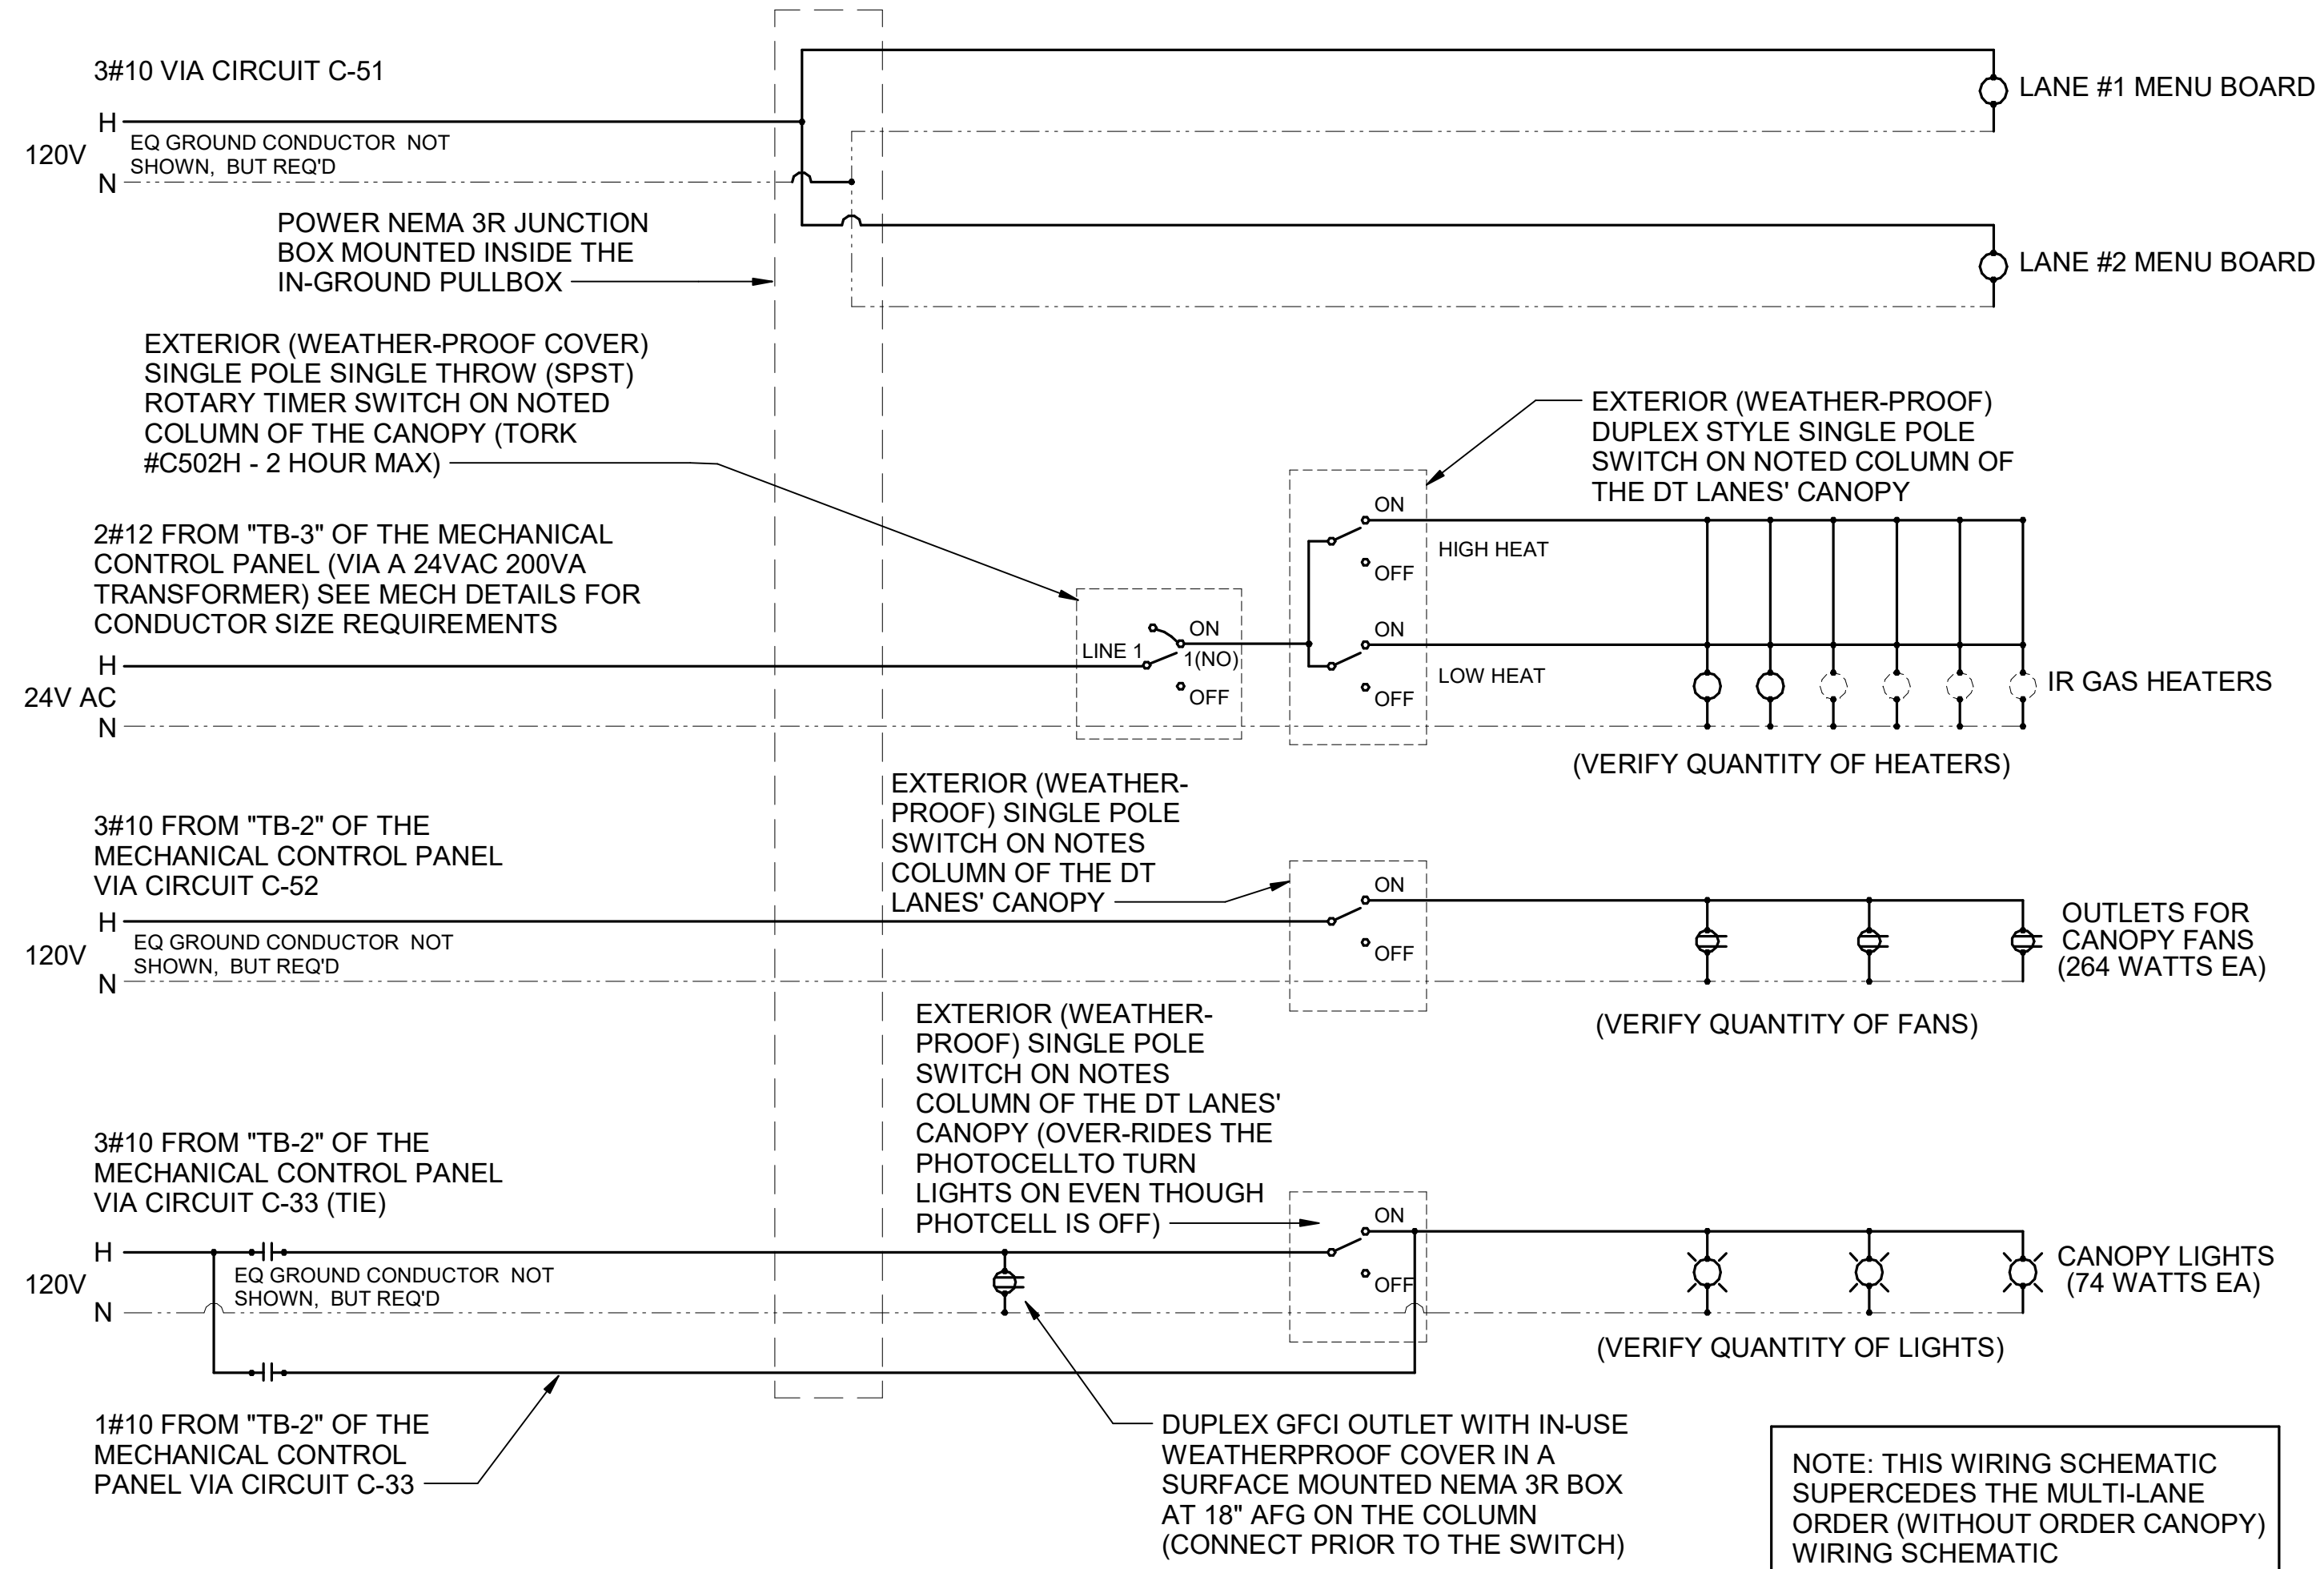 3#10 VIA CIRCUIT C-51
H
120V
EQ GROUND CONDUCTOR  NOT
SHOWN,  BUT REQ'D
N
LANE #1 MENU BOARD
LANE #2 MENU BOARD
POWER NEMA 3R JUNCTION
BOX MOUNTED INSIDE THE
IN-GROUND PULLBOX
EXTERIOR (WEATHER-PROOF COVER)
SINGLE POLE SINGLE THROW (SPST)
ROTARY TIMER SWITCH ON NOTED
COLUMN OF THE CANOPY (TORK
#C502H - 2 HOUR MAX)
EXTERIOR (WEATHER-PROOF)
DUPLEX STYLE SINGLE POLE
SWITCH ON NOTED COLUMN OF
THE DT LANES' CANOPY
2#12 FROM "TB-3" OF THE MECHANICAL
CONTROL PANEL (VIA A 24VAC 200VA
TRANSFORMER) SEE MECH DETAILS FOR
CONDUCTOR SIZE REQUIREMENTS
H
24V AC
N
LINE 1
ON
1(NO)
OFF
ON
HIGH HEAT
OFF
ON
LOW HEAT
OFF
IR GAS HEATERS
(VERIFY QUANTITY OF HEATERS)
EXTERIOR (WEATHER-
PROOF) SINGLE POLE
SWITCH ON NOTES
COLUMN OF THE DT
LANES' CANOPY
3#10 FROM "TB-2" OF THE
MECHANICAL CONTROL PANEL
VIA CIRCUIT C-52
H
120V
EQ GROUND CONDUCTOR  NOT
SHOWN,  BUT REQ'D
N
ON
OFF
OUTLETS FOR
CANOPY FANS
(264 WATTS EA)
(VERIFY QUANTITY OF FANS)
EXTERIOR (WEATHER-
PROOF) SINGLE POLE
SWITCH ON NOTES
COLUMN OF THE DT LANES'
CANOPY (OVER-RIDES THE
PHOTOCELLTO TURN
LIGHTS ON EVEN THOUGH
PHOTCELL IS OFF)
3#10 FROM "TB-2" OF THE
MECHANICAL CONTROL PANEL
VIA CIRCUIT C-33 (TIE)
H
120V
EQ GROUND CONDUCTOR  NOT
SHOWN,  BUT REQ'D
N
ON
OFF
CANOPY LIGHTS
(74 WATTS EA)
(VERIFY QUANTITY OF LIGHTS)
1#10 FROM "TB-2" OF THE
MECHANICAL CONTROL
PANEL VIA CIRCUIT C-33
DUPLEX GFCI OUTLET WITH IN-USE
WEATHERPROOF COVER IN A
SURFACE MOUNTED NEMA 3R BOX
AT 18" AFG ON THE COLUMN
(CONNECT PRIOR TO THE SWITCH)
NOTE: THIS WIRING SCHEMATIC
SUPERCEDES THE MULTI-LANE
ORDER (WITHOUT ORDER CANOPY)
WIRING SCHEMATIC